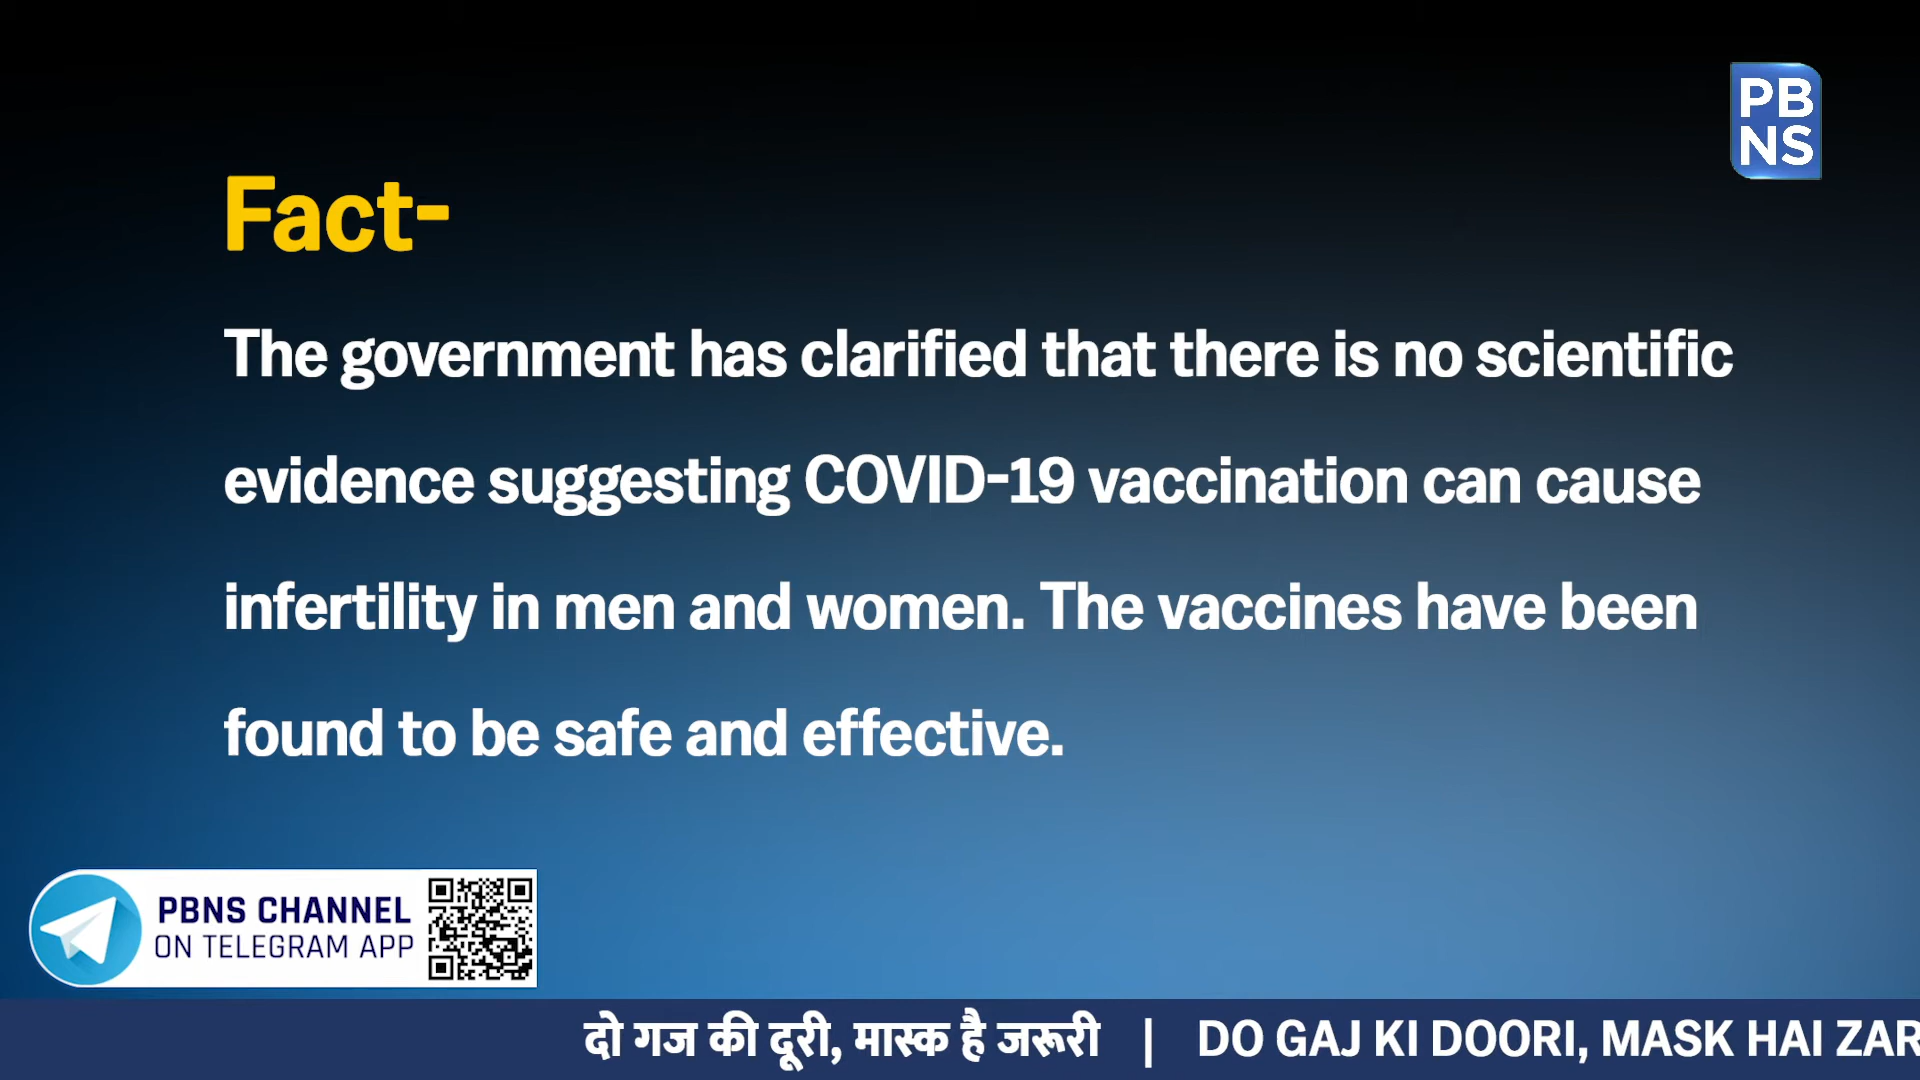 PB
NS
Fact-
The government has clarified that there is no scientific
evidence suggesting COVID-19 vaccination can cause
infertility in men and women. The vaccines have been
found to be safe and effective.
PBNS CHANNEL
ON TELEGRAM APP
दो गज की दूरी, मास्क है जरूरी | DO GAJ KI DOORI, MASK HAI ZAR